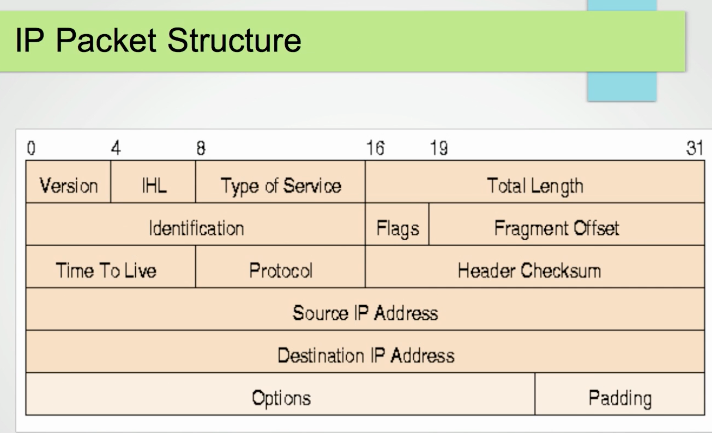 IP Packet Structure
0 4 8 16 19 31
Version IHL Type of Service Total Length
Identification Flags Fragment Offset
Time To Live Protocol Header Checksum
Source IP Address
Destination IP Address
Options Padding